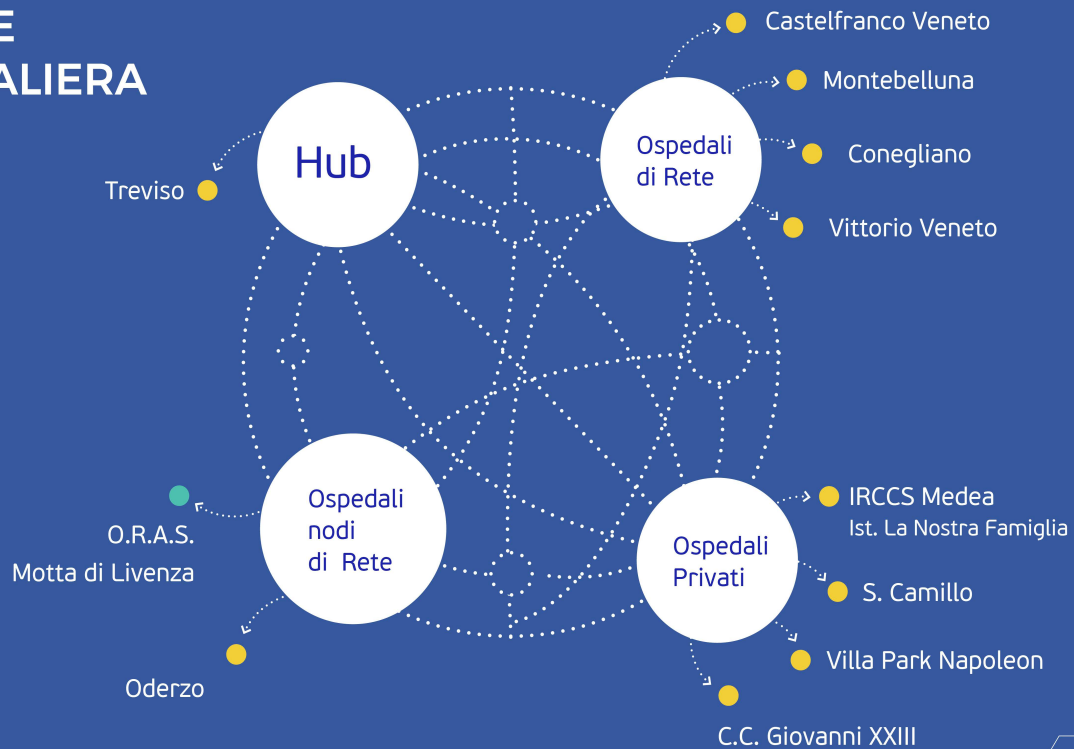 E
ALIERA
Castelfranco Veneto
Montebelluna
Conegliano
Vittorio Veneto
Hub
Ospedali
di Rete
Treviso
Ospedali
nodi
di Rete
O.R.A.S.
Motta di Livenza
Oderzo
Ospedali
Privati
IRCCS Medea
Ist. La Nostra Famiglia
S. Camillo
Villa Park Napoleon
C.C. Giovanni XXIII